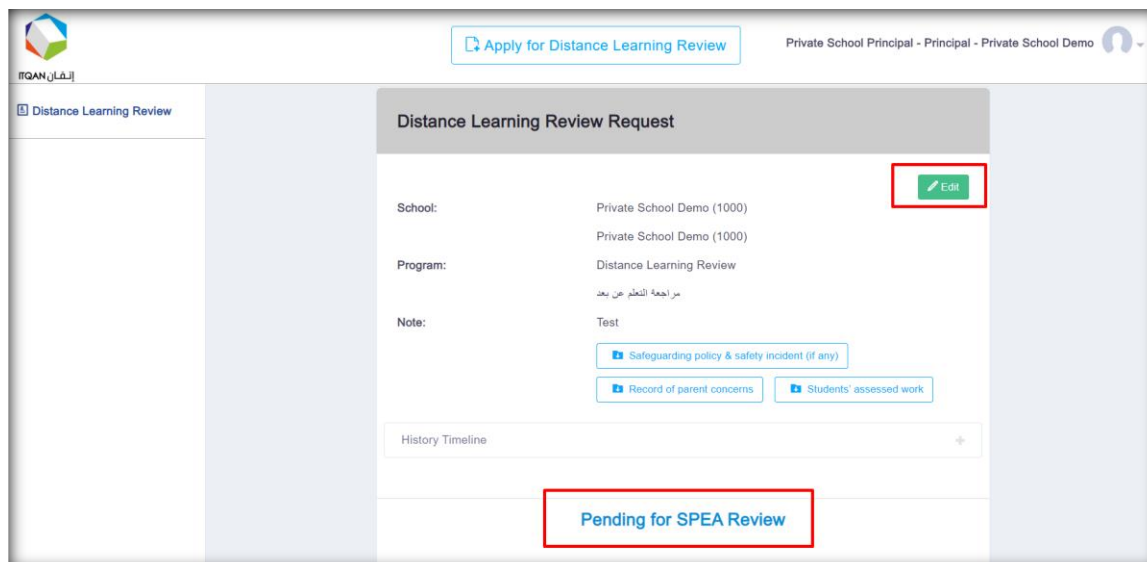 Apply for Distance Learning Review
Private School Principal - Principal - Private School Demo
إتقان ITQAN
Distance Learning Review
Distance Learning Review Request
Edit
School:
Private School Demo (1000)
Private School Demo (1000)
Program:
Distance Learning Review
مراجعة التعلم عن بعد
Note:
Test
Safeguarding policy & safety incident (if any)
Record of parent concerns
Students' assessed work
History Timeline
Pending for SPEA Review